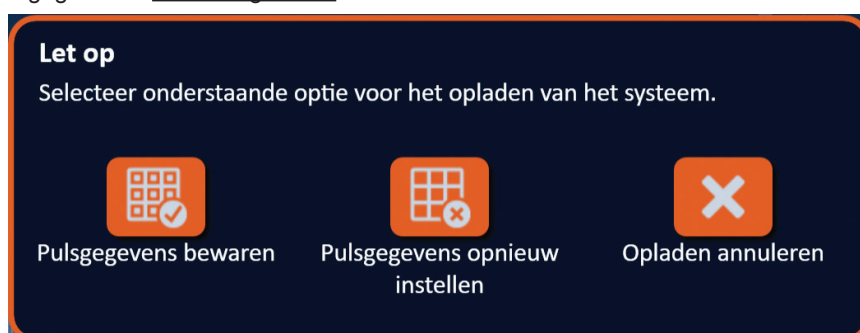 Let op
Selecteer onderstaande optie voor het opladen van het systeem.
Pulsgegevens bewaren
Pulsgegevens opnieuw
instellen
Opladen annuleren